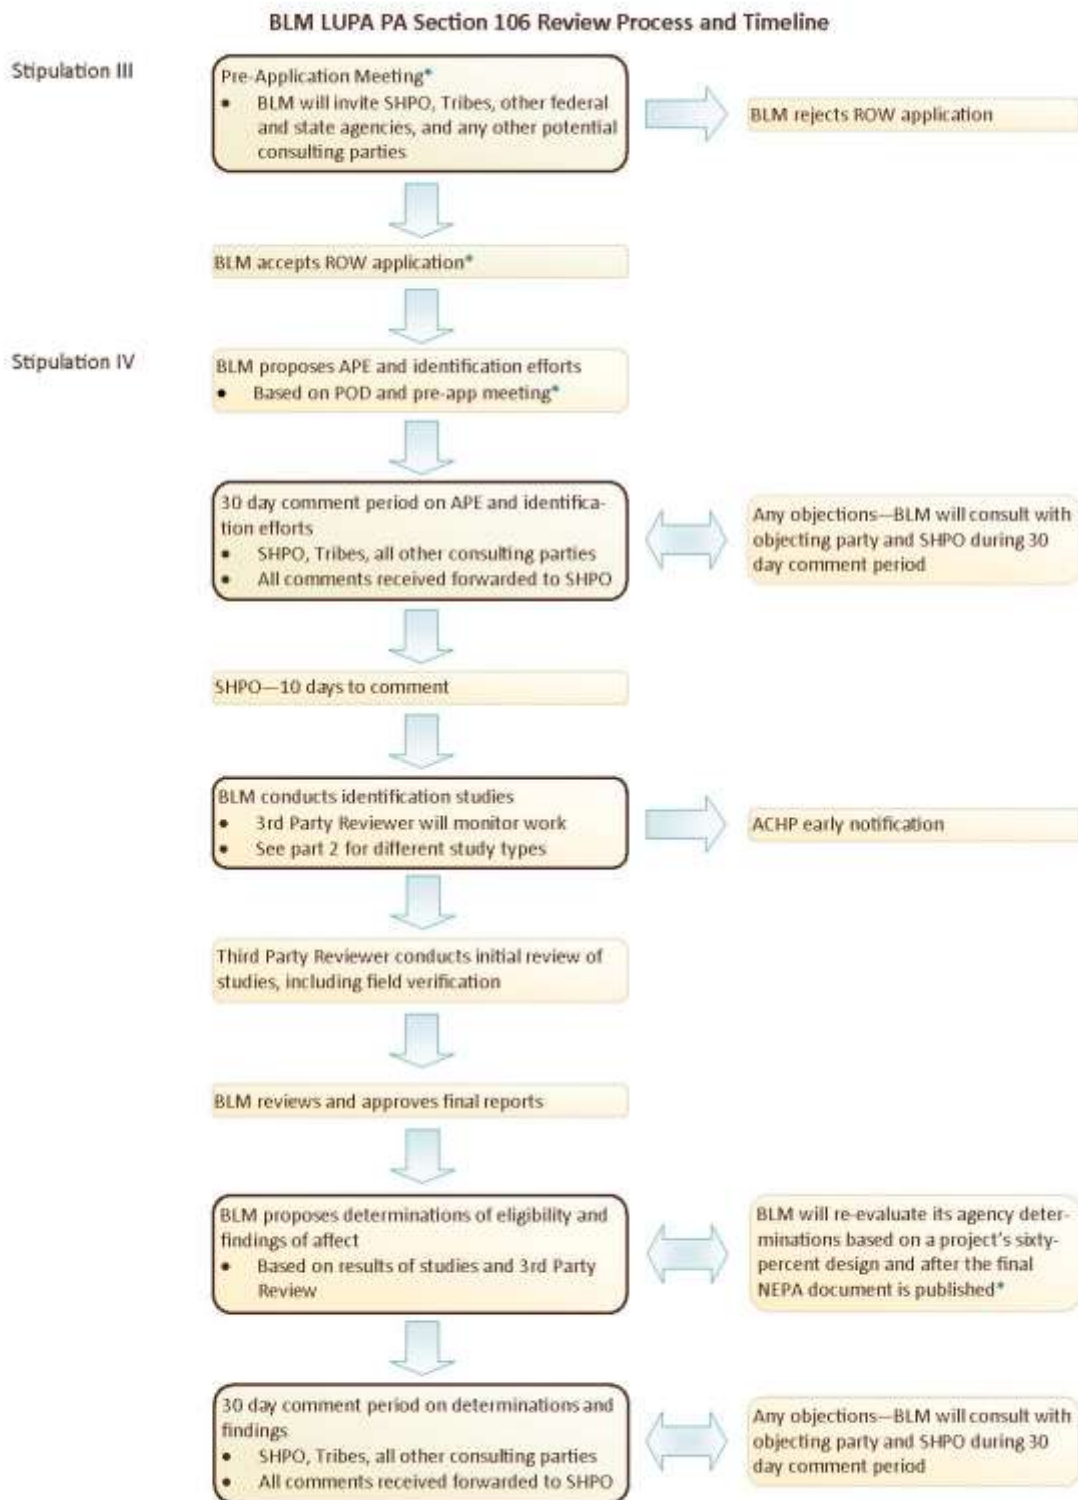 BLM LUPA PA Section 106 Review Process and Timeline
Stipulation III
Pre-Application Meeting*
• BLM will invite SHPO, Tribes, other federal
and state agencies, and any other potential
consulting parties
BLM rejects ROW application
BLM accepts ROW application*
Stipulation IV
BLM proposes APE and identification efforts
• Based on POD and pre-app meeting*
30 day comment period on APE and identifica-
tion efforts
• SHPO, Tribes, all other consulting parties
• All comments received forwarded to SHPO
Any objections—BLM will consult with
objecting party and SHPO during 30
day comment period
SHPO—10 days to comment
BLM conducts identification studies
• 3rd Party Reviewer will monitor work
• See part 2 for different study types
ACHP early notification
Third Party Reviewer conducts initial review of
studies, including field verification
BLM reviews and approves final reports
BLM proposes determinations of eligibility and
findings of affect
• Based on results of studies and 3rd Party
Review
BLM will re-evaluate its agency deter-
minations based on a project's sixty-
percent design and after the final
NEPA document is published*
30 day comment period on determinations and
findings
• SHPO, Tribes, all other consulting parties
• All comments received forwarded to SHPO
Any objections—BLM will consult with
objecting party and SHPO during 30
day comment period